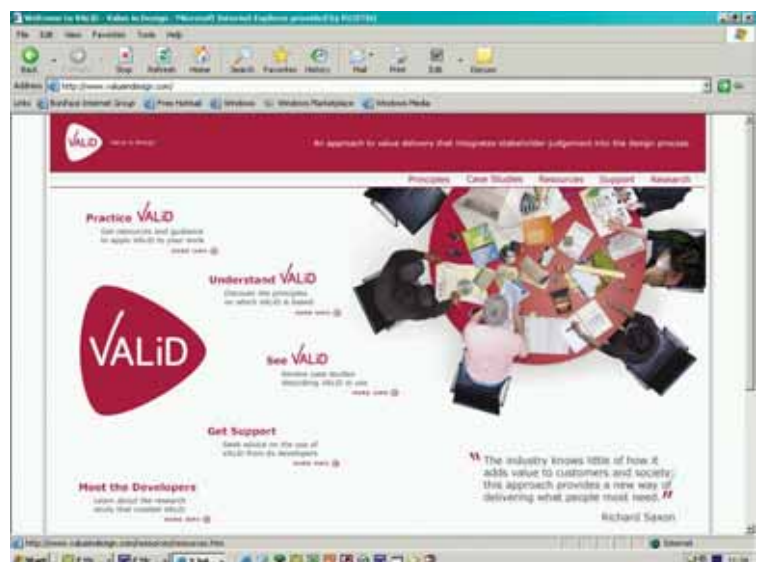 Welcome to VALiD - Value in Design - Microsoft Internet Explorer provided by
File Edit View Favorites Tools Help
Back Stop Refresh Home Search Favorites History Mail Print Edit Discuss
Address http://www.valueindesign.com/ Go
Links Free Hotmail Windows Windows Marketplace Windows Media
VALiD
An approach to value delivery that integrates stakeholder judgement into the design process
Principles Case Studies Resources Support Research
Practice VALiD
Get resources and guidance
to apply VALiD to your work
Understand VALiD
Discover the principles
on which VALiD is based
VALiD
See VALiD
Review case studies
describing VALiD in use
Get Support
Seek advice on the use of
VALiD from its developers
Meet the Developers
Learn about the research
study that created VALiD
" The industry knows little of how it
adds value to customers and society;
this approach provides a new way of
delivering what people most need. "
Richard Saxon
Internet